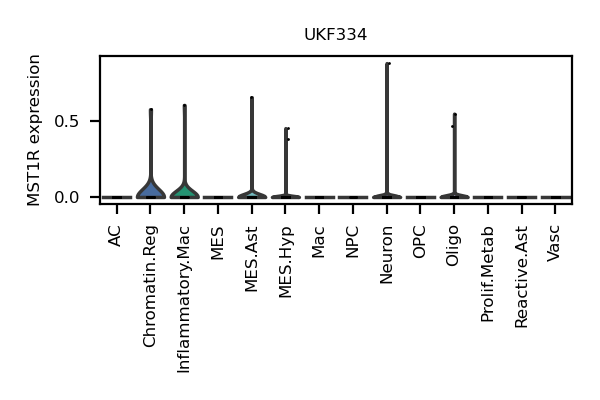 UKF334
MST1R expression
0.5
0.0
AC
Chromatin.Reg
Inflammatory.Mac
MES
MES.Ast
MES.Hyp
Mac
NPC
Neuron
OPC
Oligo
Prolif.Metab
Reactive.Ast
Vasc